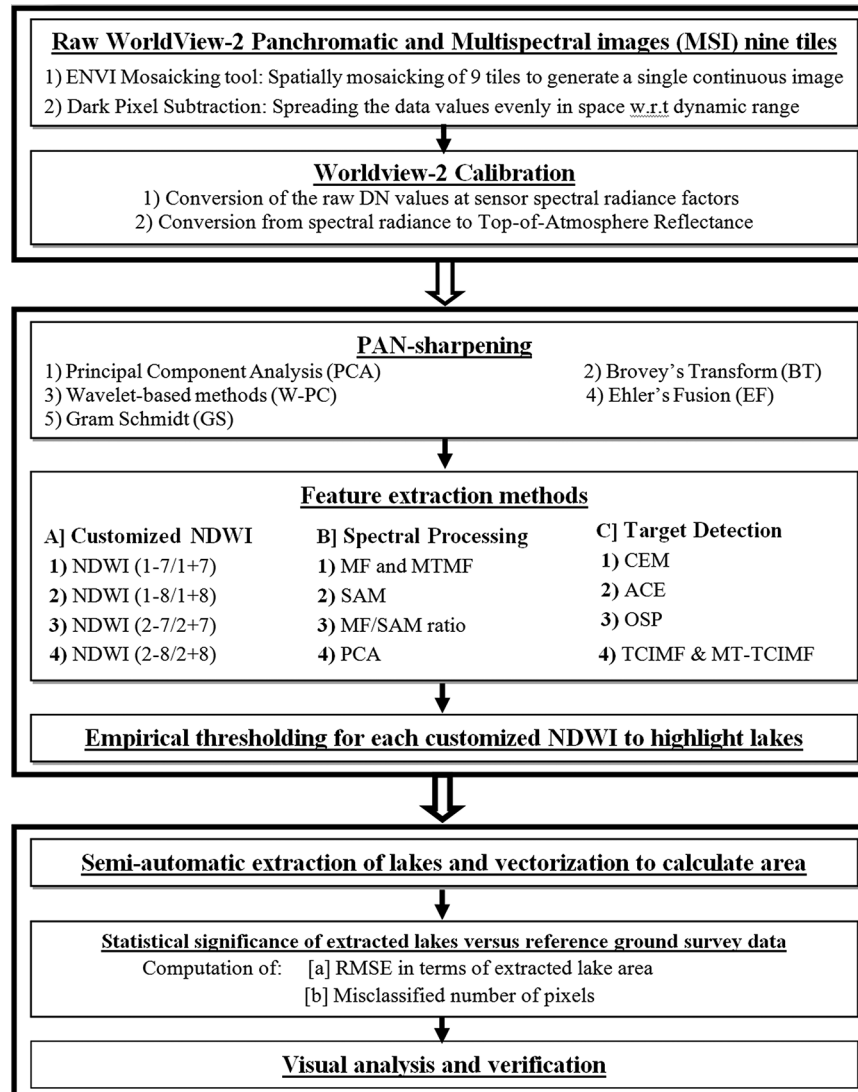 Raw WorldView-2 Panchromatic and Multispectral images (MSI) nine tiles
1) ENVI Mosaicking tool: Spatially mosaicking of 9 tiles to generate a single continuous image
2) Dark Pixel Subtraction: Spreading the data values evenly in space w.r.t dynamic range
Worldview-2 Calibration
1) Conversion of the raw DN values at sensor spectral radiance factors
2) Conversion from spectral radiance to Top-of-Atmosphere Reflectance
PAN-sharpening
1) Principal Component Analysis (PCA) 2) Brovey's Transform (BT)
3) Wavelet-based methods (W-PC) 4) Ehler's Fusion (EF)
5) Gram Schmidt (GS)
Feature extraction methods
A] Customized NDWI
1) NDWI (1-7/1+7)
2) NDWI (1-8/1+8)
3) NDWI (2-7/2+7)
4) NDWI (2-8/2+8)
B] Spectral Processing
1) MF and MTMF
2) SAM
3) MF/SAM ratio
4) PCA
C] Target Detection
1) CEM
2) ACE
3) OSP
4) TCIMF & MT-TCIMF
Empirical thresholding for each customized NDWI to highlight lakes
Semi-automatic extraction of lakes and vectorization to calculate area
Statistical significance of extracted lakes versus reference ground survey data
Computation of: [a] RMSE in terms of extracted lake area
[b] Misclassified number of pixels
Visual analysis and verification